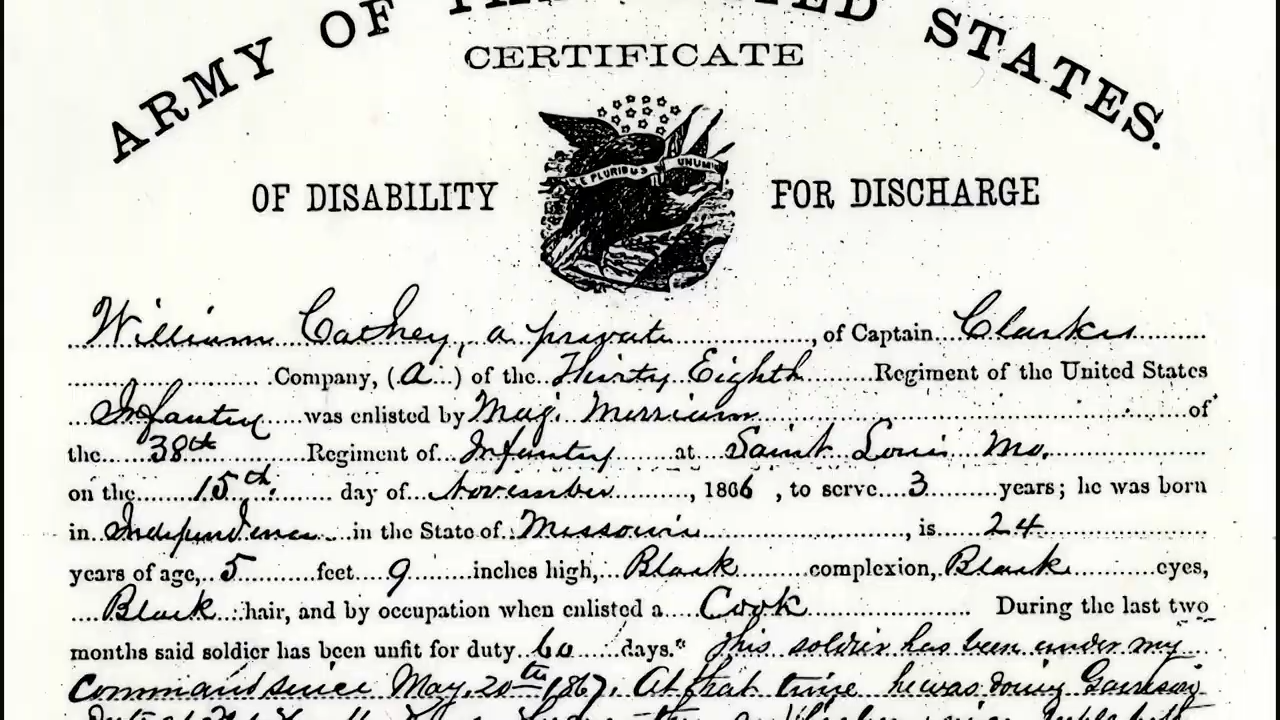 ARMY OF THE UNITED STATES.
CERTIFICATE
E PLURIBUS UNUM
OF DISABILITY FOR DISCHARGE
William Cathey, a private, of Captain Clarkes
Company, (A) of the Thirty Eighth Regiment of the United States
Infantry was enlisted by Maj. Merriam of
the 38th Regiment of Infantry at Saint Louis Mo.
on the 15th day of November, 1866, to serve 3 years; he was born
in Independence in the State of Missouri, is 24
years of age, 5 feet 9 inches high, Black complexion, Black eyes,
Black hair, and by occupation when enlisted a Cook. During the last two
months said soldier has been unfit for duty 60 days.* This soldier has been under my
command since May 20th 1867. At that time he was doing Garrison